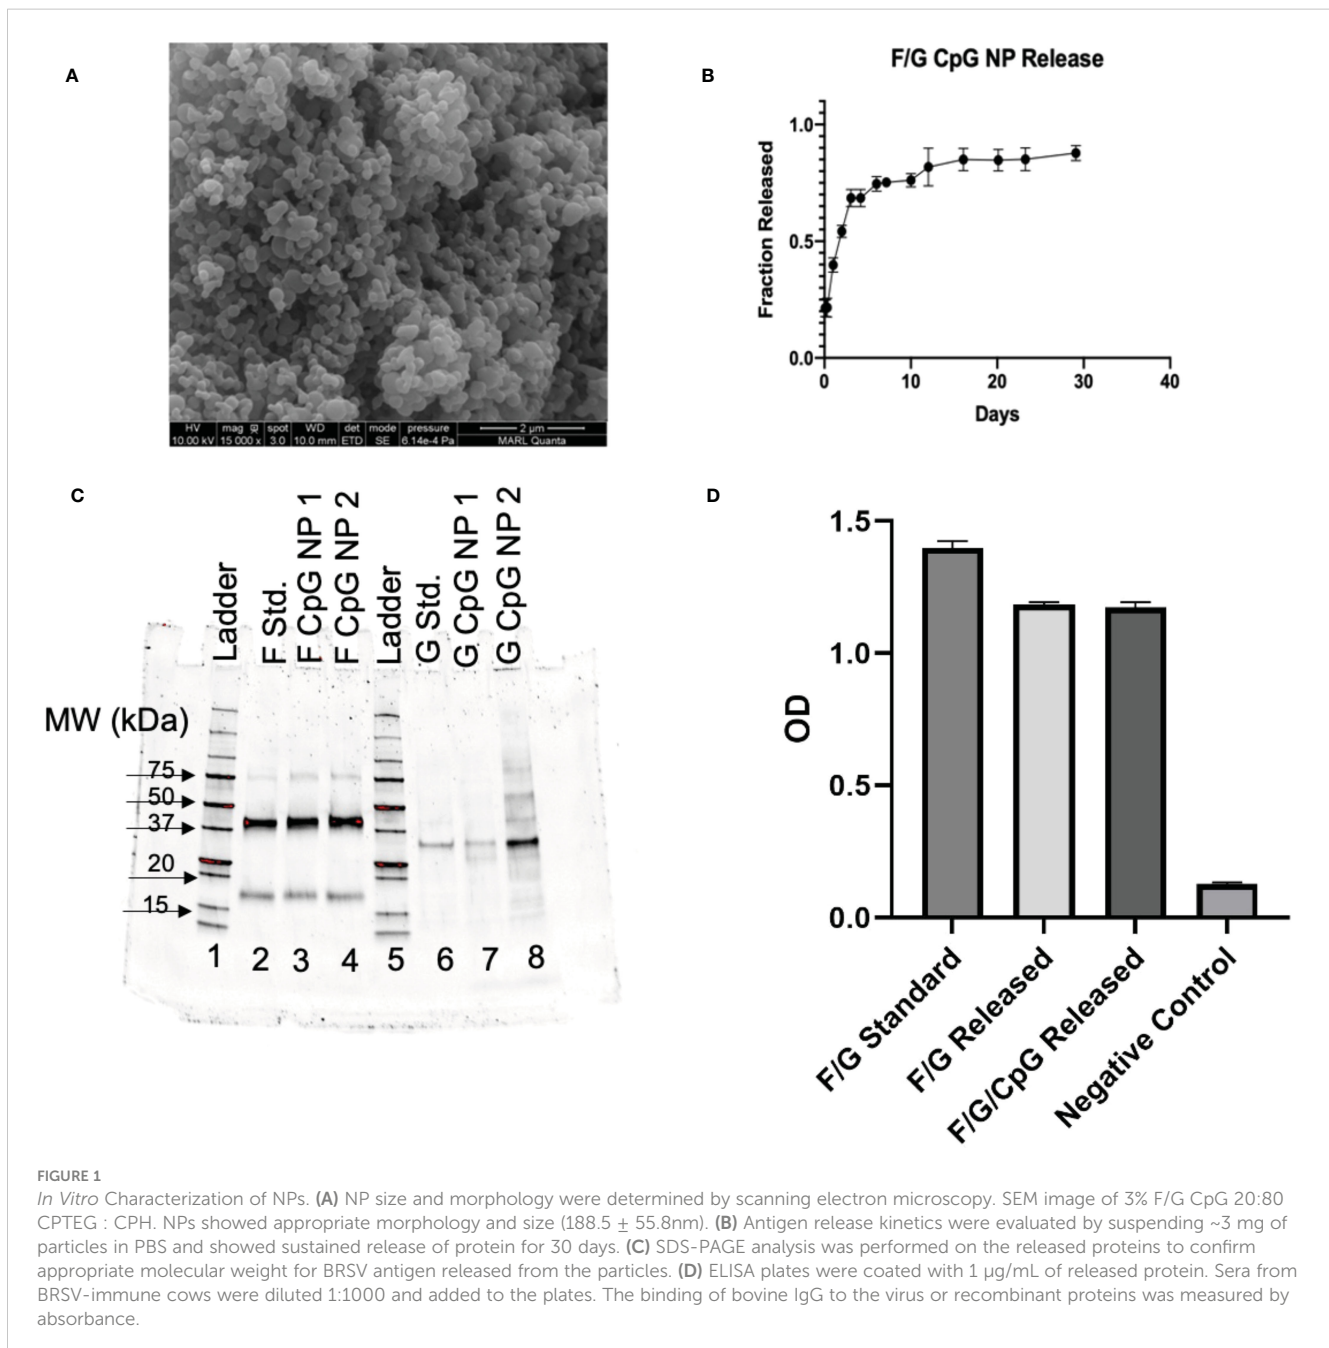 A
HV mag spot WD det mode pressure 2 µm
10.00 kV 15 000 x 3.0 10.0 mm ETD SE 6.14e-4 Pa MARL Quanta
B
F/G CpG NP Release
Fraction Released
1.0
0.5
0.0
0 10 20 30 40
Days
C
Ladder
F Std.
F CpG NP 1
F CpG NP 2
Ladder
G Std.
G CpG NP 1
G CpG NP 2
MW (kDa)
75
50
37
20
15
1 2 3 4 5 6 7 8
D
OD
1.5
1.0
0.5
0.0
F/G Standard
F/G Released
F/G/CpG Released
Negative Control
FIGURE 1
In Vitro Characterization of NPs. (A) NP size and morphology were determined by scanning electron microscopy. SEM image of 3% F/G CpG 20:80
CPTEG : CPH. NPs showed appropriate morphology and size (188.5 ± 55.8nm). (B) Antigen release kinetics were evaluated by suspending ~3 mg of
particles in PBS and showed sustained release of protein for 30 days. (C) SDS-PAGE analysis was performed on the released proteins to confirm
appropriate molecular weight for BRSV antigen released from the particles. (D) ELISA plates were coated with 1 µg/mL of released protein. Sera from
BRSV-immune cows were diluted 1:1000 and added to the plates. The binding of bovine IgG to the virus or recombinant proteins was measured by
absorbance.